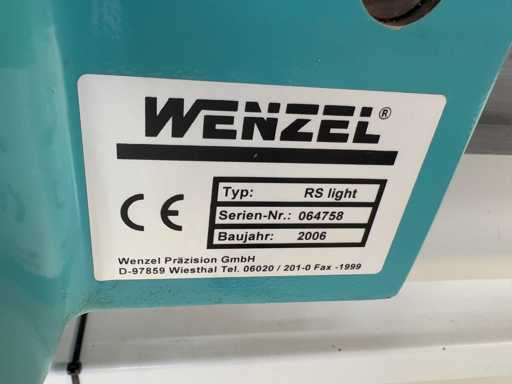 WENZEL®
CE
Typ: RS light
Serien-Nr.: 064758
Baujahr: 2006
Wenzel Präzision GmbH
D-97859 Wiesthal Tel. 06020 / 201-0 Fax -1999